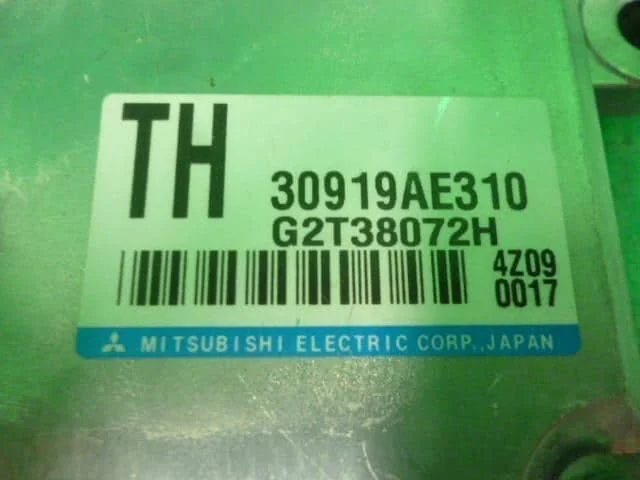 TH
30919AE310
G2T38072H
4Z09
0017
MITSUBISHI ELECTRIC CORP.,JAPAN